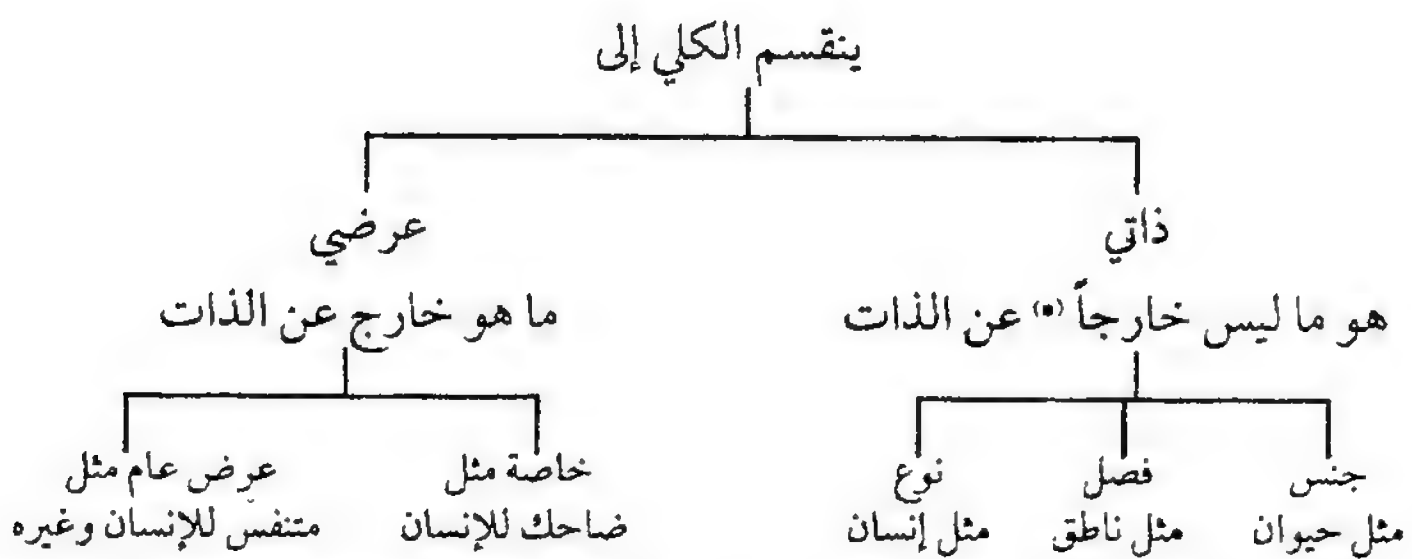 ينقسم الكلي إلى
ذاتي
عرضي
هو ما ليس خارجاً (*) عن الذات
ما هو خارج عن الذات
جنس
مثل حيوان
فصل
مثل ناطق
نوع
مثل إنسان
خاصة مثل
ضاحك للإنسان
عرض عام مثل
متنفس للإنسان وغيره